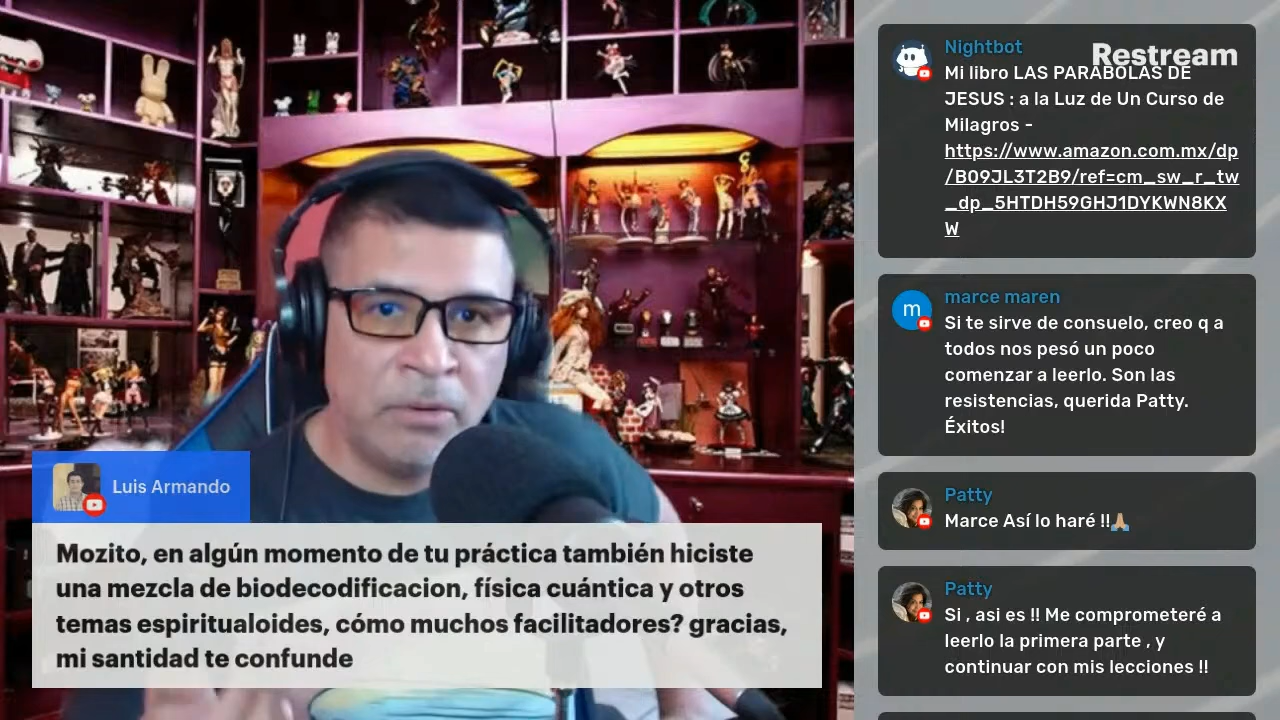 Luis Armando
Mozito, en algún momento de tu práctica también hiciste
una mezcla de biodecodificacion, física cuántica y otros
temas espiritualoides, cómo muchos facilitadores? gracias,
mi santidad te confunde
Restream
Nightbot
Mi libro LAS PARÁBOLAS DE
JESUS : a la Luz de Un Curso de
Milagros -
https://www.amazon.com.mx/dp
/B09JL3T2B9/ref=cm_sw_r_tw
_dp_5HTDH59GHJ1DYKWN8KX
W
m
marce maren
Si te sirve de consuelo, creo q a
todos nos pesó un poco
comenzar a leerlo. Son las
resistencias, querida Patty.
Éxitos!
Patty
Marce Así lo haré !!🙏🏽
Patty
Si , asi es !! Me comprometeré a
leerlo la primera parte , y
continuar con mis lecciones !!